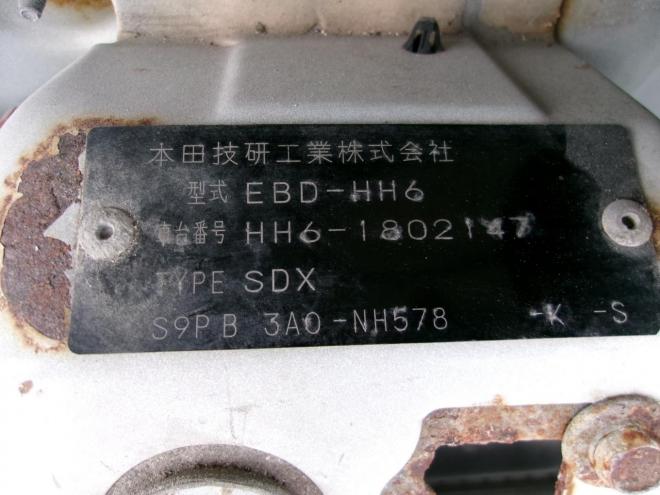 本田技研工業株式会社
型式 EBD-HH6
車台番号 HH6-1802147
TYPE SDX
S9PB 3A0-NH578 -K -S